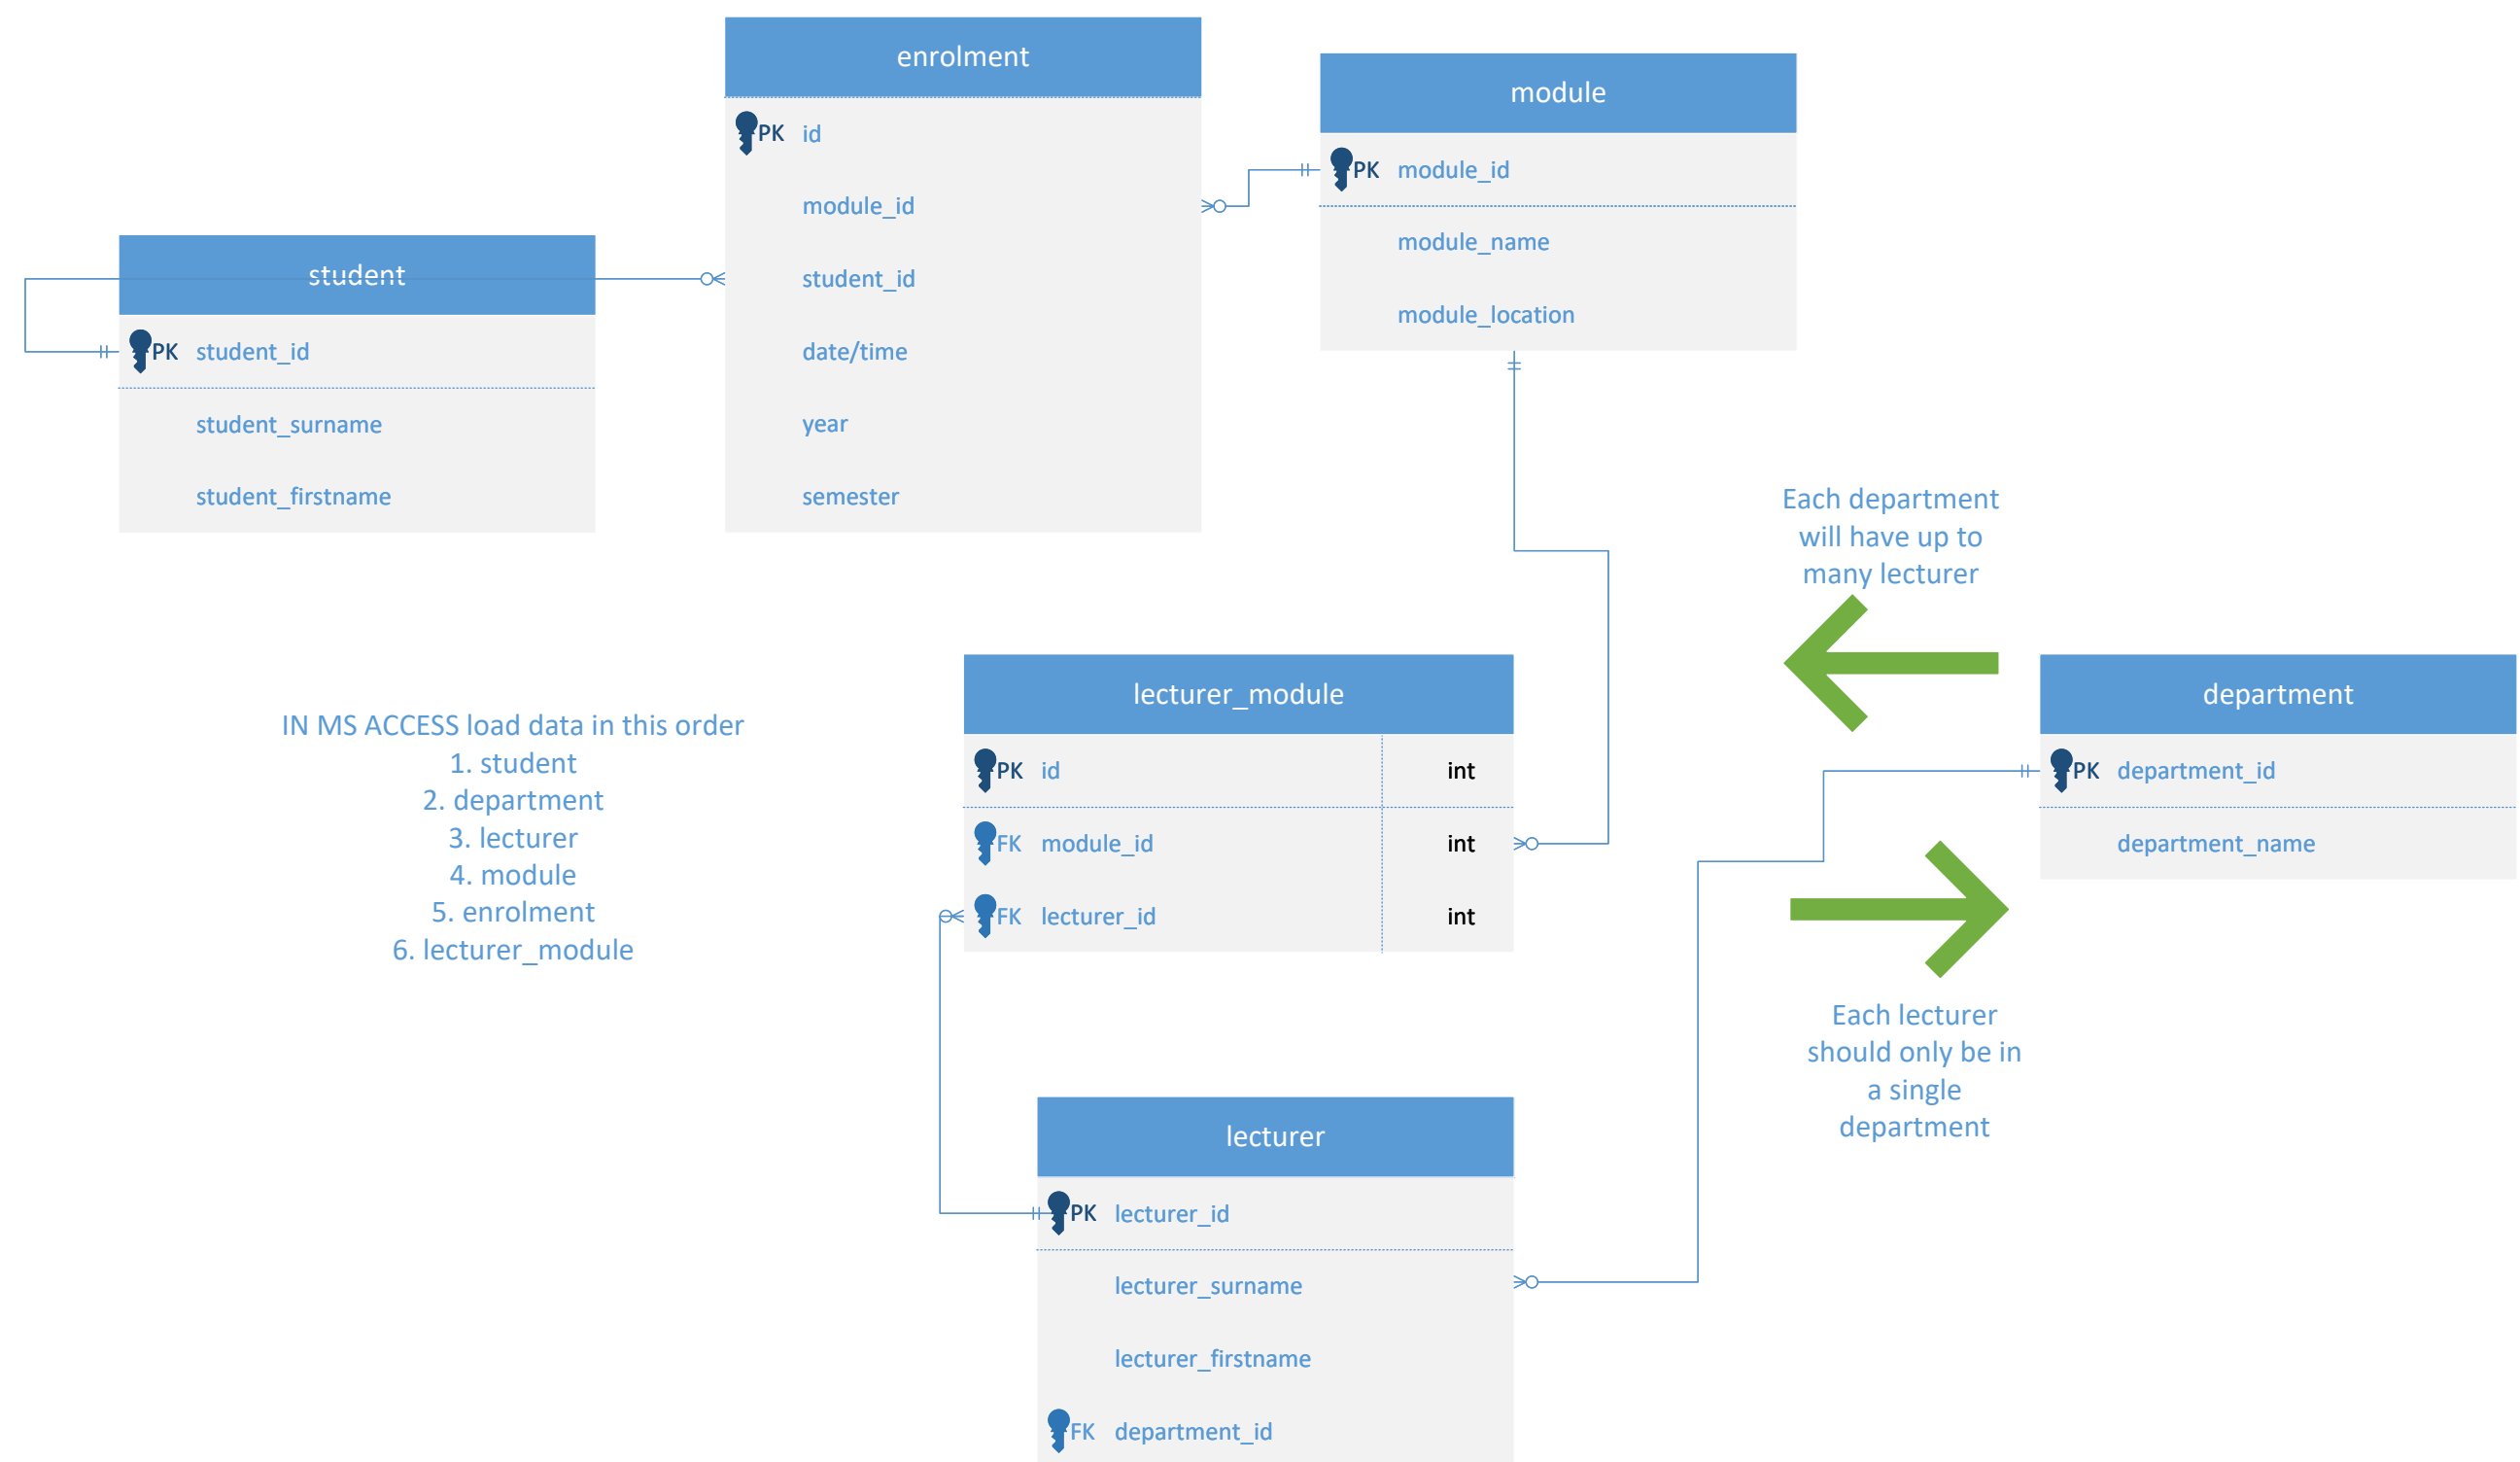 enrolment
PK id
module_id
student_id
date/time
year
semester
module
PK module_id
module_name
module_location
student
PK student_id
student_surname
student_firstname
Each department
will have up to
many lecturer
IN MS ACCESS load data in this order
1. student
2. department
3. lecturer
4. module
5. enrolment
6. lecturer_module
lecturer_module
PK id int
FK module_id int
FK lecturer_id int
department
PK department_id
department_name
Each lecturer
should only be in
a single
department
lecturer
PK lecturer_id
lecturer_surname
lecturer_firstname
FK department_id